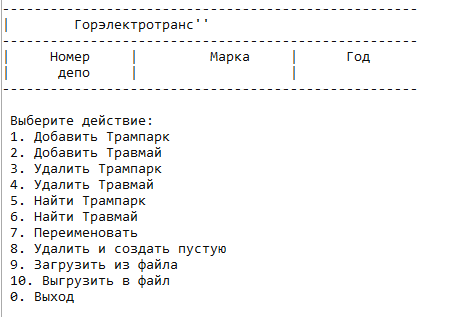 Горэлектротранс''
Номер | Марка | Год
депо
Выберите действие:
1. Добавить Трампарк
2. Добавить Травмай
3. Удалить Трампарк
4. Удалить Травмай
5. Найти Трампарк
6. Найти Травмай
7. Переименовать
8. Удалить и создать пустую
9. Загрузить из файла
10. Выгрузить в файл
0. Выход